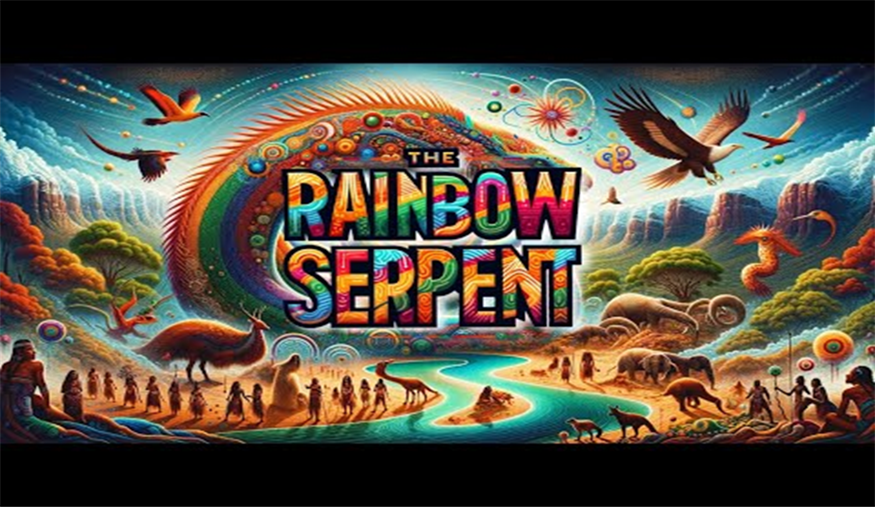 THE
RAINBOW
SERPENT